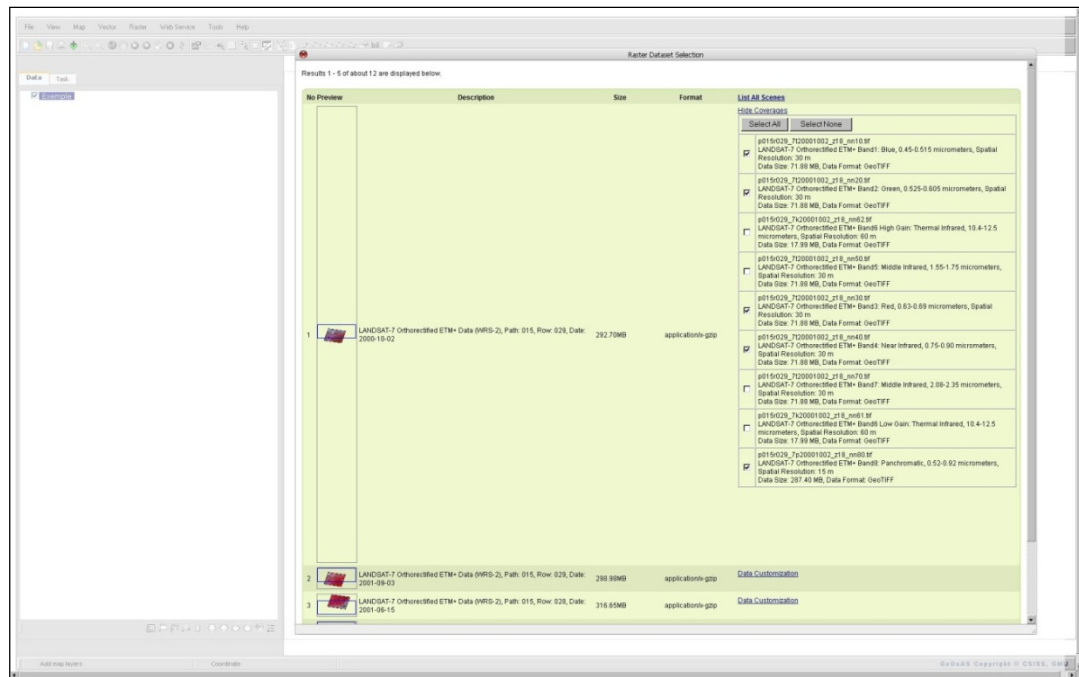 File View Map Vector Raster Web Service Tools Help
Raster Dataset Selection
Data Task
Example
Results 1 - 5 of about 12 are displayed below.
No Preview Description Size Format List All Scenes
Hide Coverages
Select All Select None
p015r029_7t20001002_z18_nn10.tif
LANDSAT-7 Orthorectified ETM+ Band1: Blue, 0.45-0.515 micrometers, Spatial
Resolution: 30 m
Data Size: 71.88 MB, Data Format: GeoTIFF
p015r029_7t20001002_z18_nn20.tif
LANDSAT-7 Orthorectified ETM+ Band2: Green, 0.525-0.605 micrometers, Spatial
Resolution: 30 m
Data Size: 71.88 MB, Data Format: GeoTIFF
p015r029_7k20001002_z18_nn62.tif
LANDSAT-7 Orthorectified ETM+ Band6 High Gain: Thermal Infrared, 10.4-12.5
micrometers, Spatial Resolution: 60 m
Data Size: 17.99 MB, Data Format: GeoTIFF
p015r029_7t20001002_z18_nn50.tif
LANDSAT-7 Orthorectified ETM+ Band5: Middle Infrared, 1.55-1.75 micrometers,
Spatial Resolution: 30 m
Data Size: 71.88 MB, Data Format: GeoTIFF
p015r029_7t20001002_z18_nn30.tif
LANDSAT-7 Orthorectified ETM+ Band3: Red, 0.63-0.69 micrometers, Spatial
Resolution: 30 m
Data Size: 71.88 MB, Data Format: GeoTIFF
1 LANDSAT-7 Orthorectified ETM+ Data (WRS-2), Path: 015, Row: 029, Date:
2000-10-02 292.70MB application/x-gzip
p015r029_7t20001002_z18_nn40.tif
LANDSAT-7 Orthorectified ETM+ Band4: Near Infrared, 0.75-0.90 micrometers,
Spatial Resolution: 30 m
Data Size: 71.88 MB, Data Format: GeoTIFF
p015r029_7t20001002_z18_nn70.tif
LANDSAT-7 Orthorectified ETM+ Band7: Middle Infrared, 2.08-2.35 micrometers,
Spatial Resolution: 30 m
Data Size: 71.88 MB, Data Format: GeoTIFF
p015r029_7k20001002_z18_nn61.tif
LANDSAT-7 Orthorectified ETM+ Band6 Low Gain: Thermal Infrared, 10.4-12.5
micrometers, Spatial Resolution: 60 m
Data Size: 17.99 MB, Data Format: GeoTIFF
p015r029_7p20001002_z18_nn80.tif
LANDSAT-7 Orthorectified ETM+ Band8: Panchromatic, 0.52-0.92 micrometers,
Spatial Resolution: 15 m
Data Size: 287.40 MB, Data Format: GeoTIFF
2 LANDSAT-7 Orthorectified ETM+ Data (WRS-2), Path: 015, Row: 029, Date:
2001-09-03 298.98MB application/x-gzip Data Customization
3 LANDSAT-7 Orthorectified ETM+ Data (WRS-2), Path: 015, Row: 028, Date:
2001-06-15 316.65MB application/x-gzip Data Customization
Add map layers Coordinate GeOnAS Copyright © CSISS, GMU